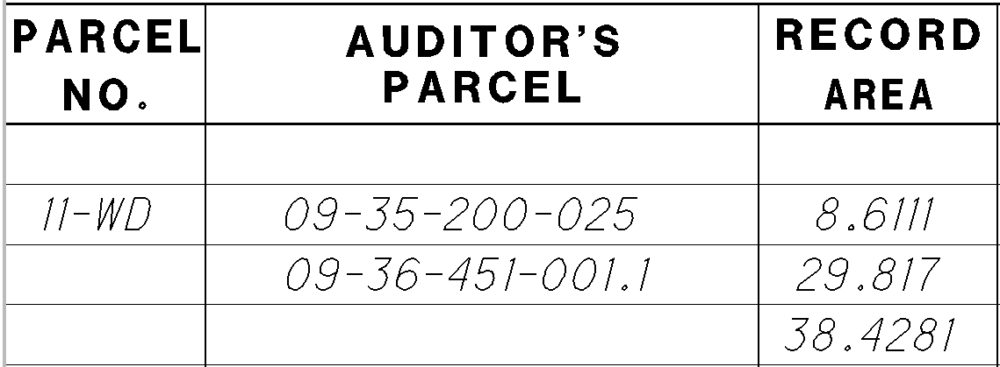 PARCEL NO. AUDITOR'S PARCEL RECORD AREA
11-WD 09-35-200-025 8.6111
09-36-451-001.1 29.817
38.4281